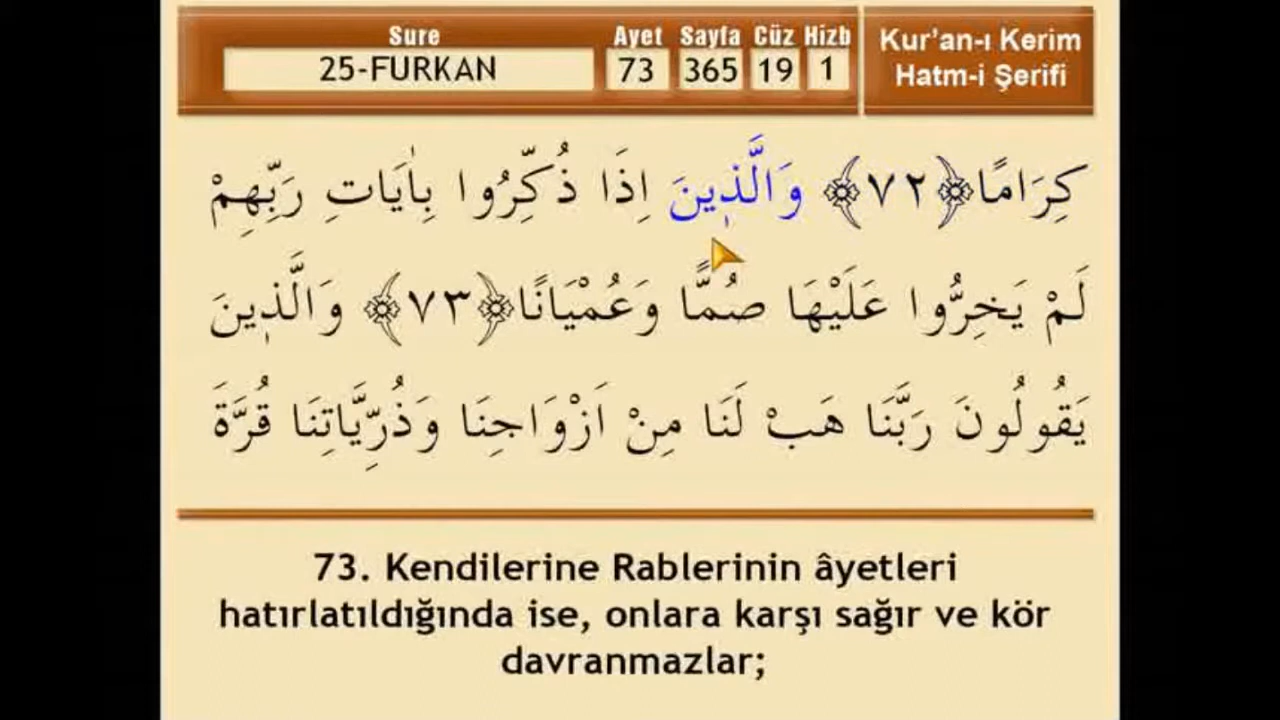 Sure Ayet Sayfa Cüz Hizb
25-FURKAN 73 365 19 1
Kur'an-ı Kerim
Hatm-i Şerifi
كِرَامًا ﴿٧٢﴾ وَالَّذ۪ينَ اِذَا ذُكِّرُوا بِاٰيَاتِ رَبِّهِمْ
لَمْ يَخِرُّوا عَلَيْهَا صُمًّا وَعُمْيَانًا ﴿٧٣﴾ وَالَّذ۪ينَ
يَقُولُونَ رَبَّنَا هَبْ لَنَا مِنْ اَزْوَاجِنَا وَذُرِّيَّاتِنَا قُرَّةَ
73. Kendilerine Rablerinin âyetleri
hatırlatıldığında ise, onlara karşı sağır ve kör
davranmazlar;